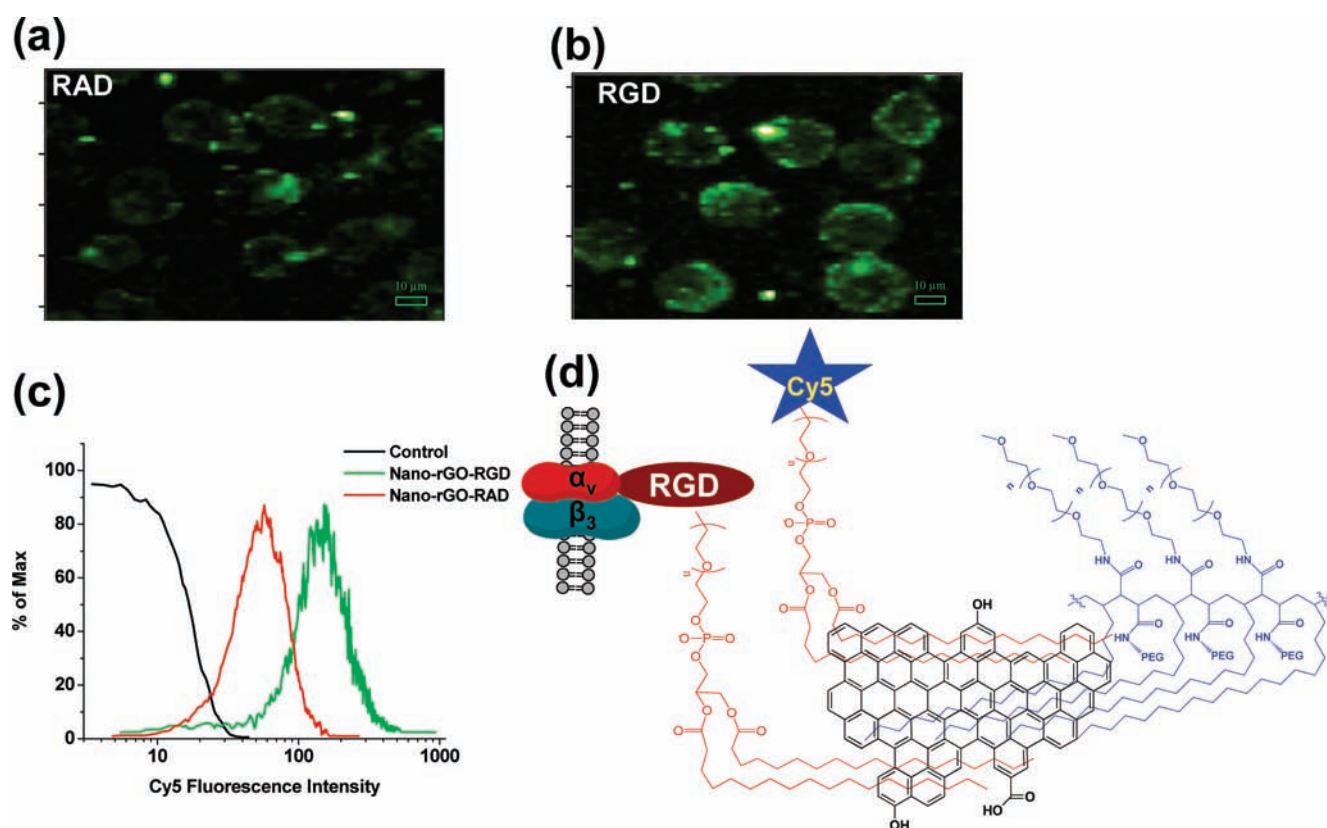 (a)
RAD
10 µm
(b)
RGD
10 µm
(c)
% of Max
100
80
60
40
20
0
Control
Nano-rGO-RGD
Nano-rGO-RAD
10
100
1000
Cy5 Fluorescence Intensity
(d)
Cy5
αv
β3
RGD
n
O
O
-O-P=O
O
O
O
O
O
n
O
O
-O-P=O
O
O
O
O
O
OH
OH
HO
O
O
O
O
n
n
n
O
O
O
HN
O
HN
O
HN
O
O
O
O
HN
HN
HN
PEG
PEG
PEG